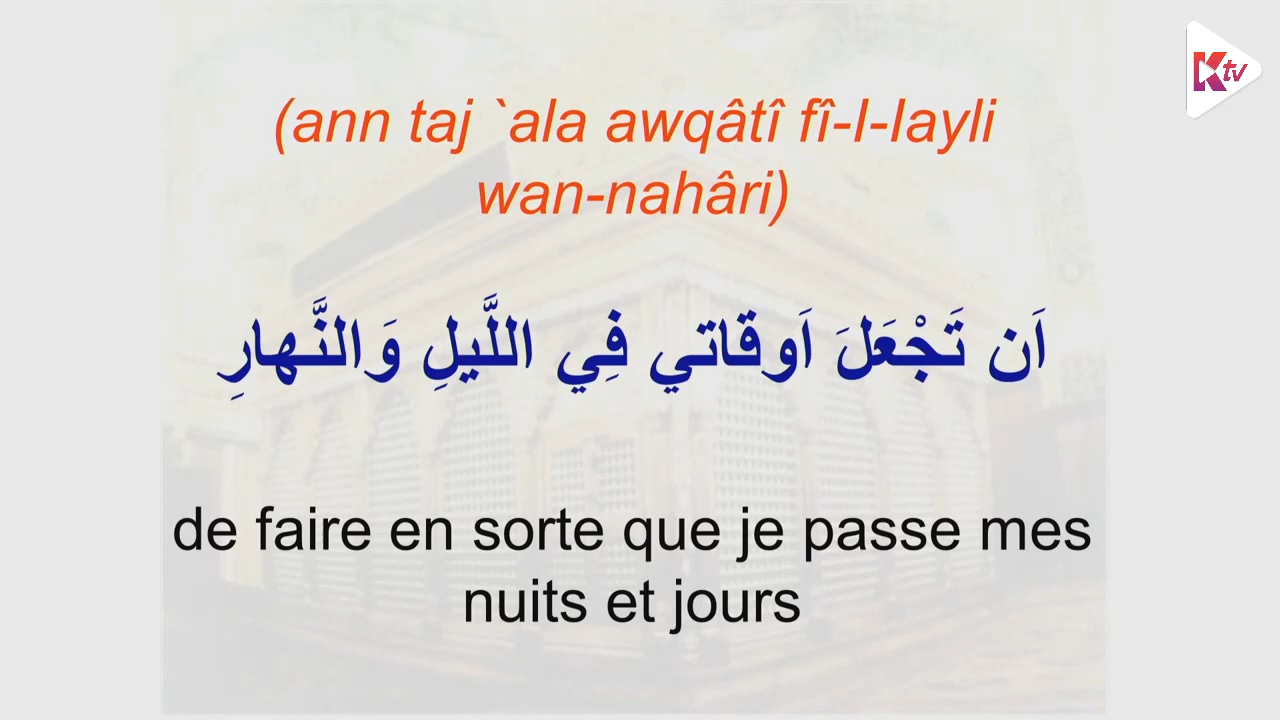 Ktv
(ann taj `ala awqâtî fî-l-layli
wan-nahâri)
اَن تَجْعَلَ اَوقاتي فِي اللَّيلِ وَالنَّهارِ
de faire en sorte que je passe mes
nuits et jours